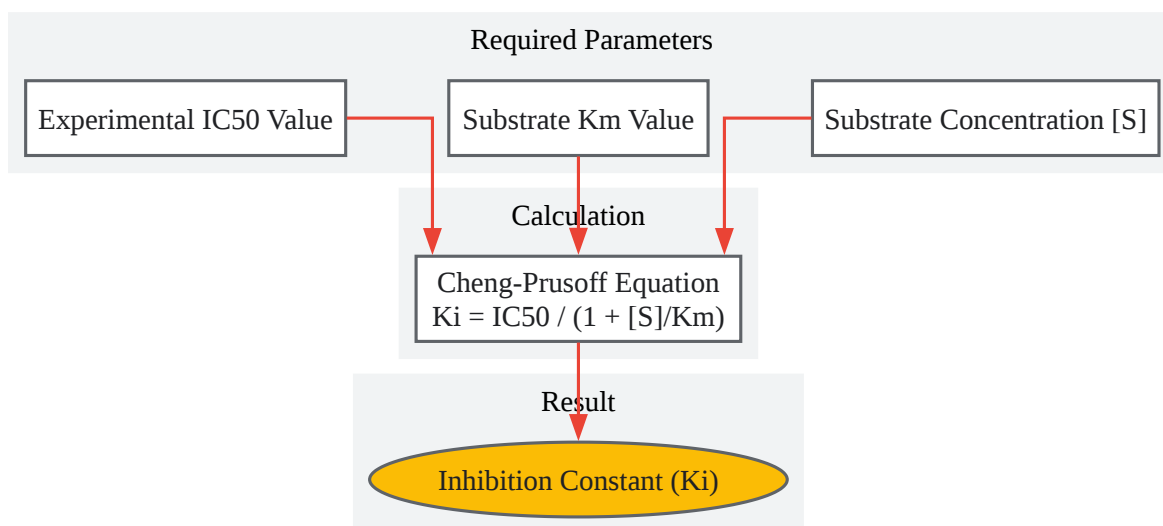 Required Parameters
Experimental IC50 Value
Substrate Km Value
Substrate Concentration [S]
Calculation
Cheng-Prusoff Equation
Ki = IC50 / (1 + [S]/Km)
Result
Inhibition Constant (Ki)